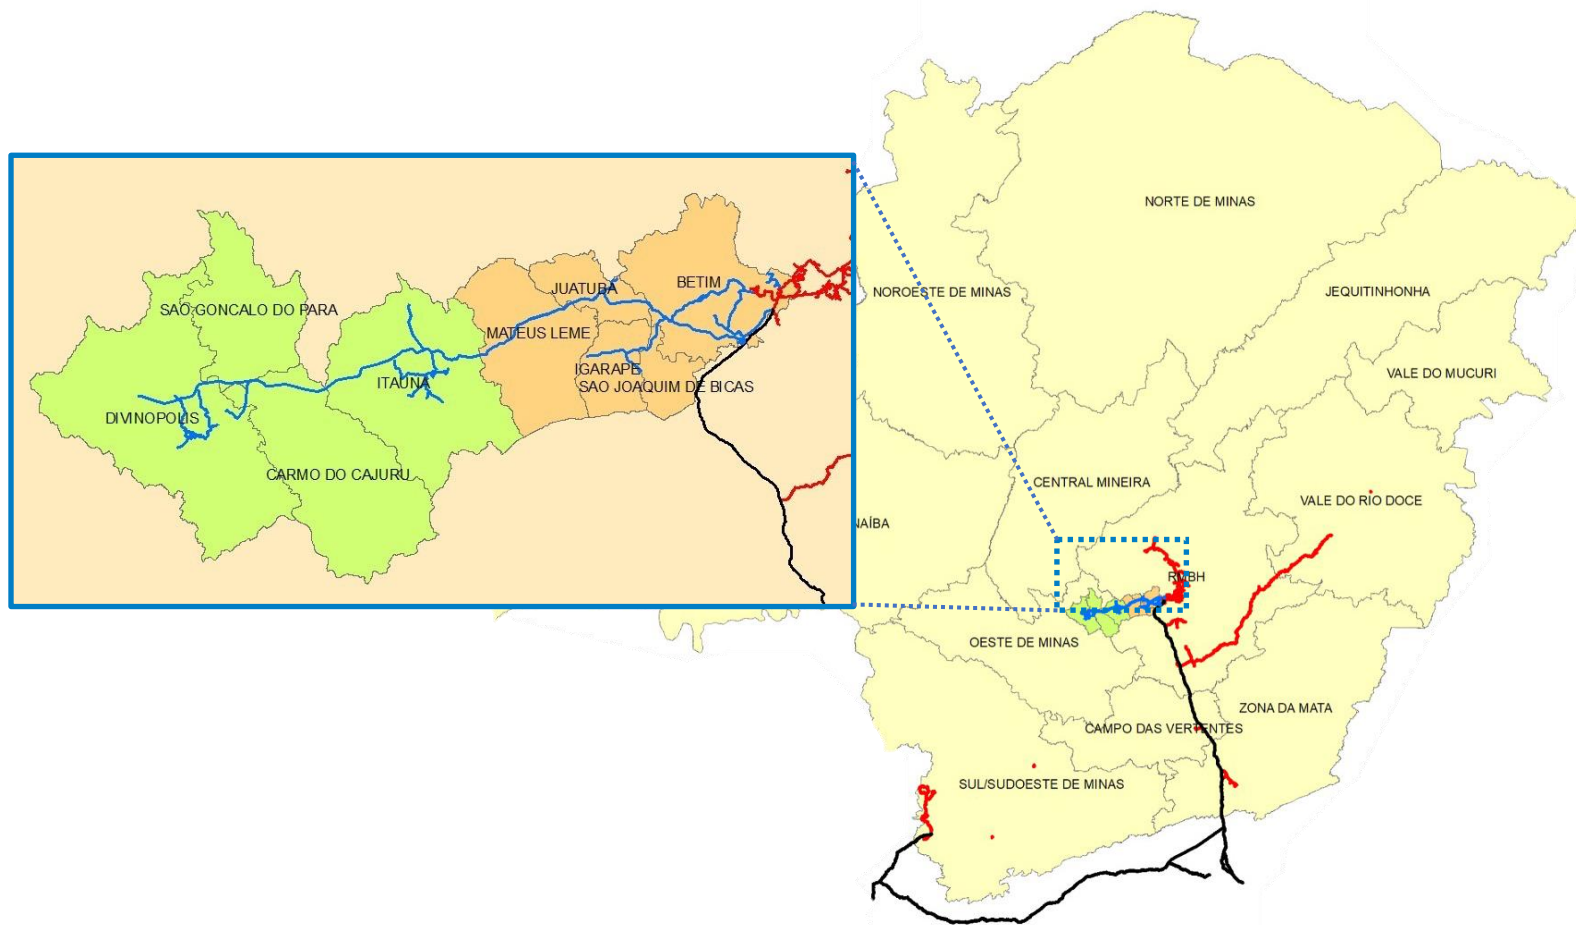 NORTE DE MINAS
NOROESTE DE MINAS
JEQUITINHONHA
VALE DO MUCURI
CENTRAL MINEIRA
VALE DO RIO DOCE
NAÍBA
RMBH
OESTE DE MINAS
ZONA DA MATA
CAMPO DAS VERTENTES
SUL/SUDOESTE DE MINAS
SAO GONCALO DO PARA
JUATUBA
BETIM
MATEUS LEME
IGARAPE
SAO JOAQUIM DE BICAS
ITAUNA
DIVINOPOLIS
CARMO DO CAJURU